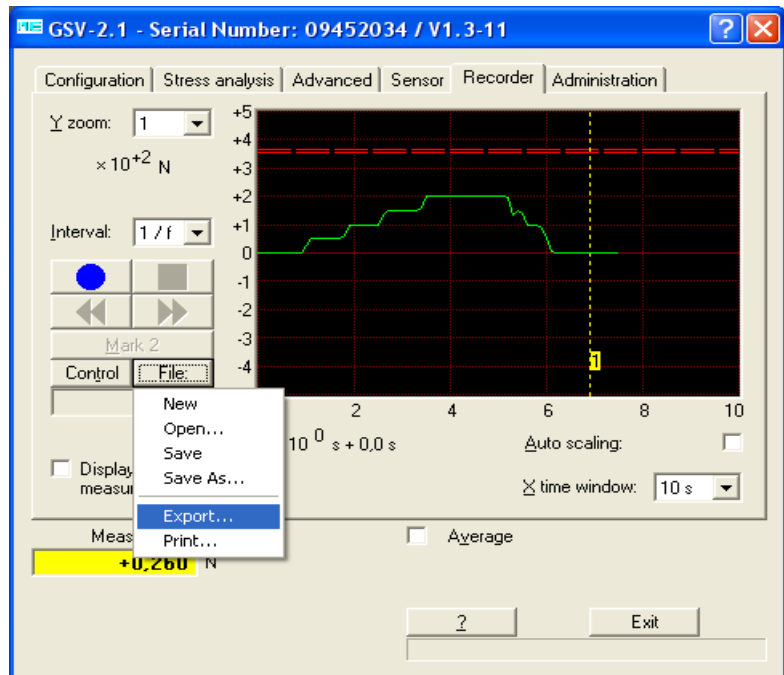 GSV-2.1 - Serial Number: 09452034 / V1.3-11
Configuration Stress analysis Advanced Sensor Recorder Administration
Y zoom: 1
×10+2 N
Interval: 1 / f
Mark 2
Control File:
+5
+4
+3
+2
+1
0
-1
-2
-3
-4
1
2 4 6 8 10
10 0 s + 0,0 s
New
Open...
Save
Save As...
Export...
Print...
Display
measu
Auto scaling:
X time window: 10 s
Meas
+0,260 N
Average
? Exit